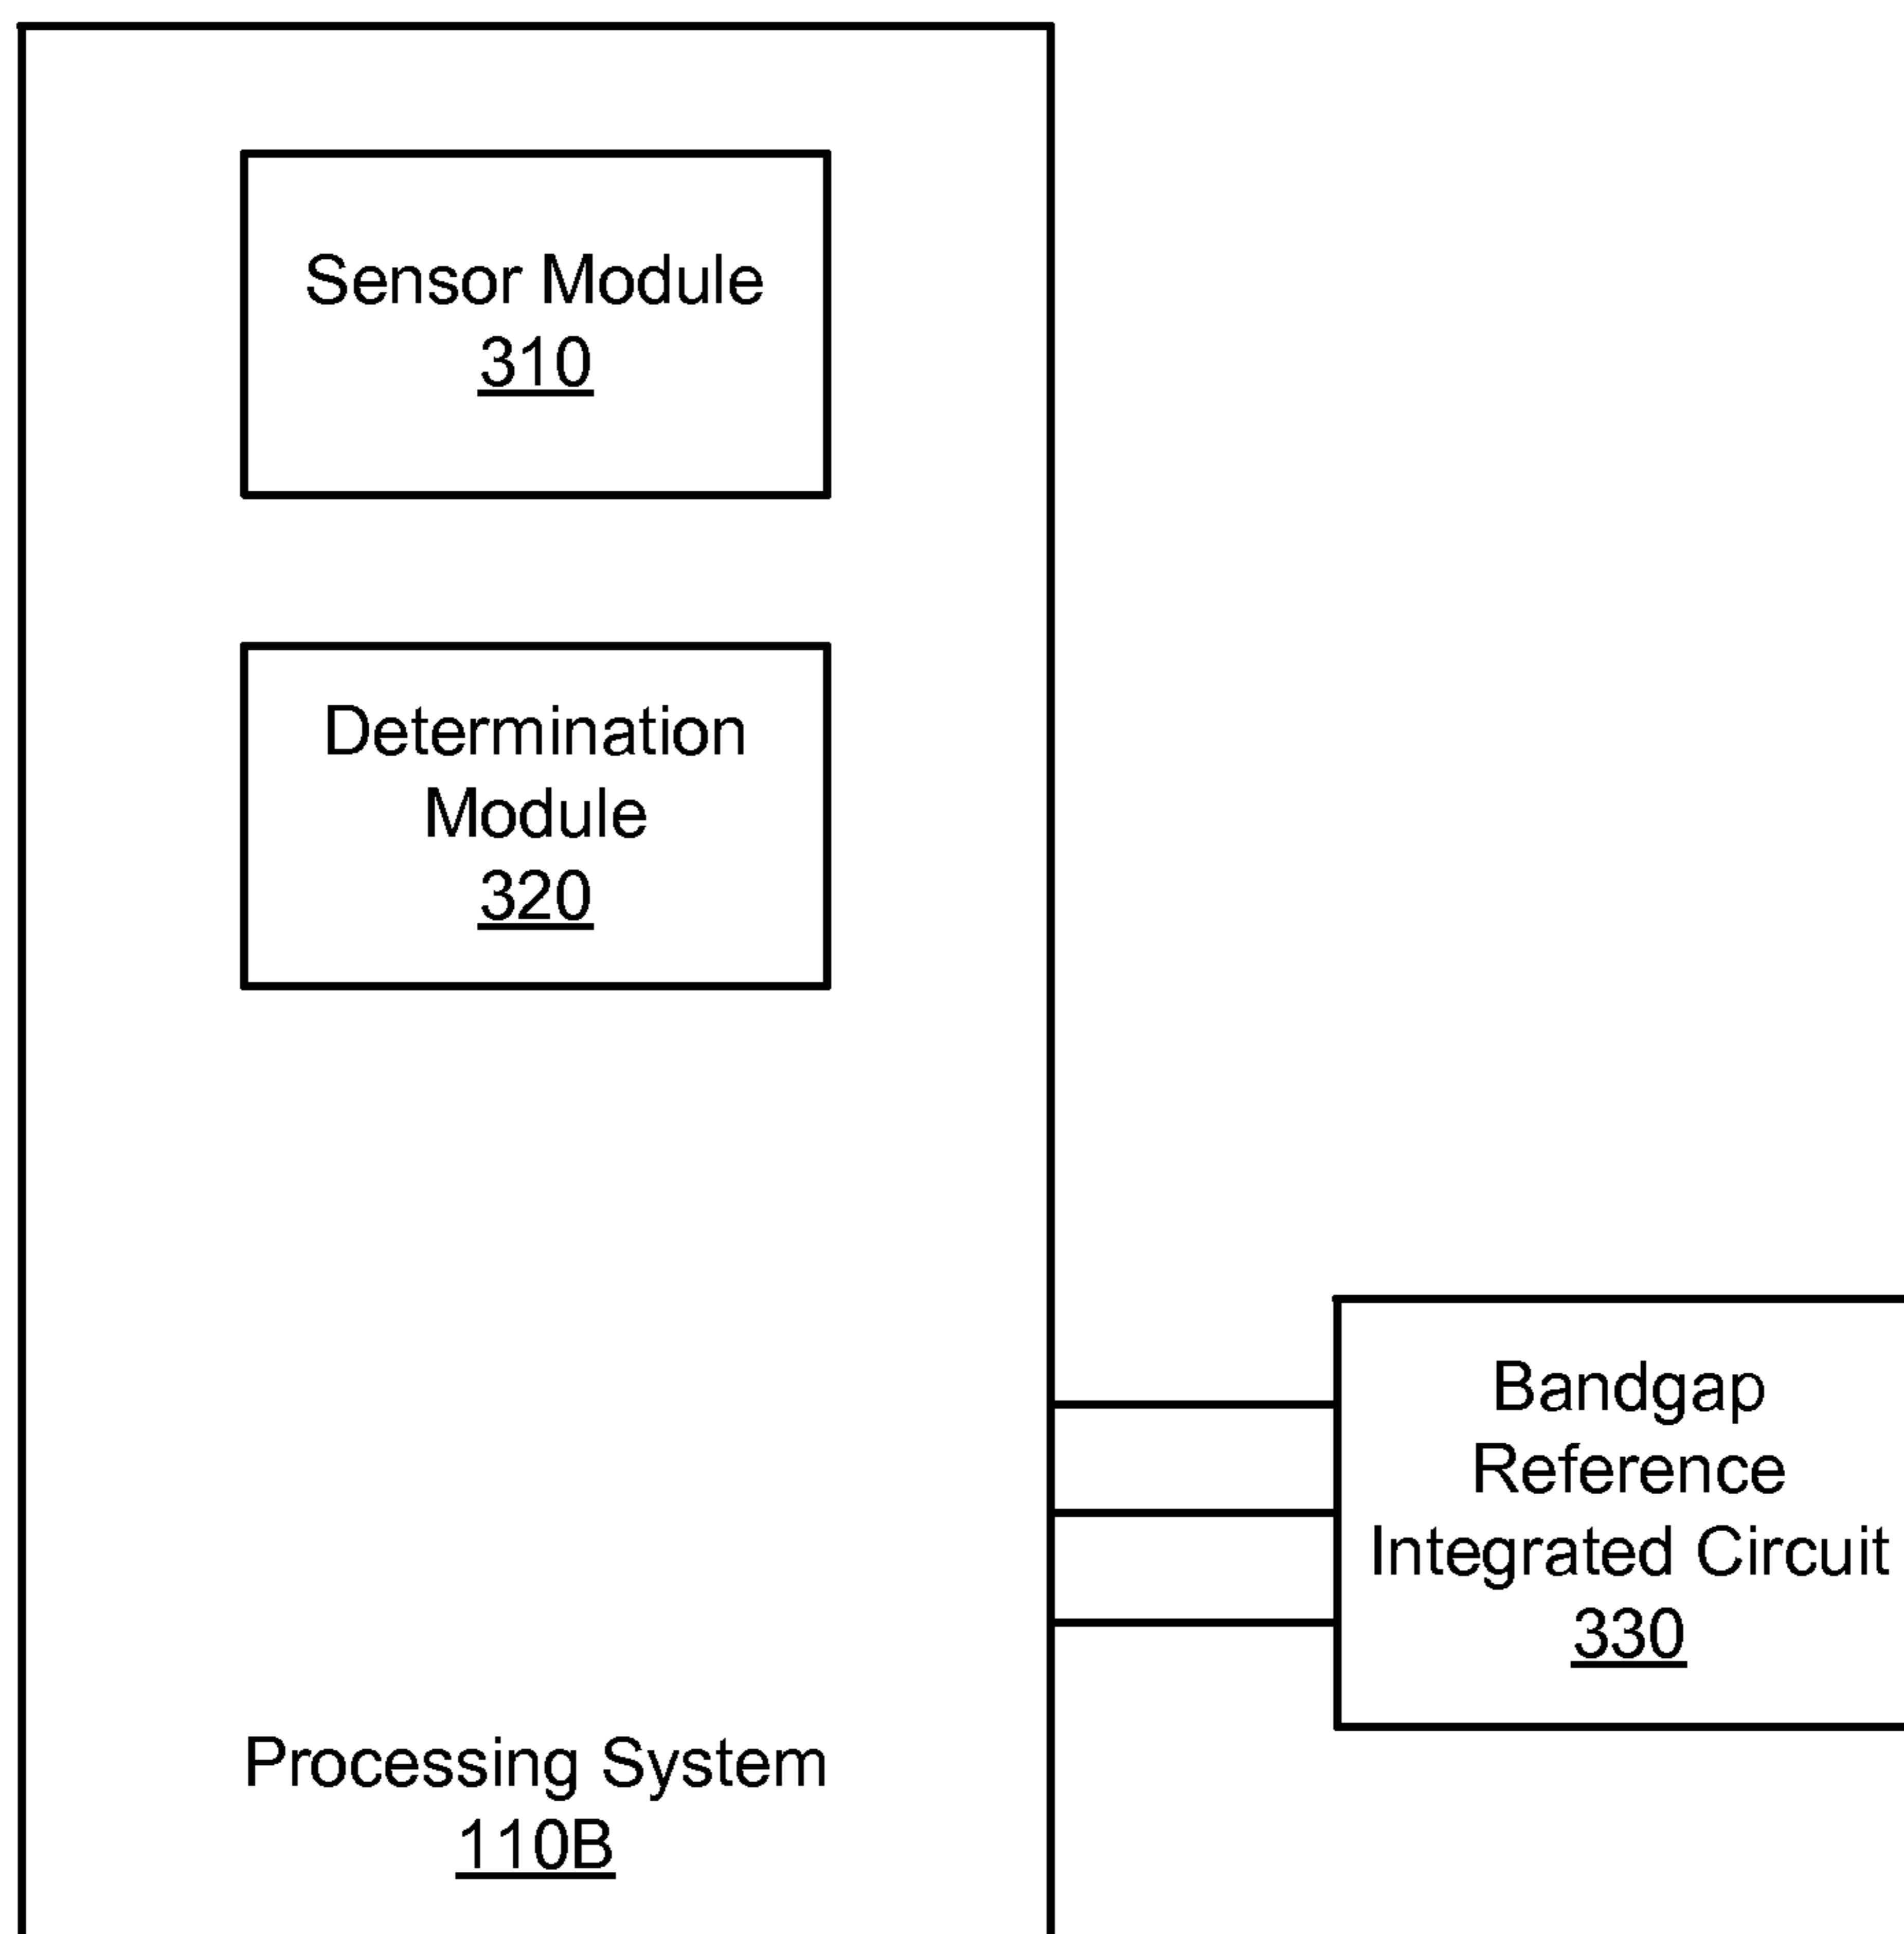 Sensor Module
310
Determination
Module
320
Bandgap
Reference
Integrated Circuit
330
Processing System
110B